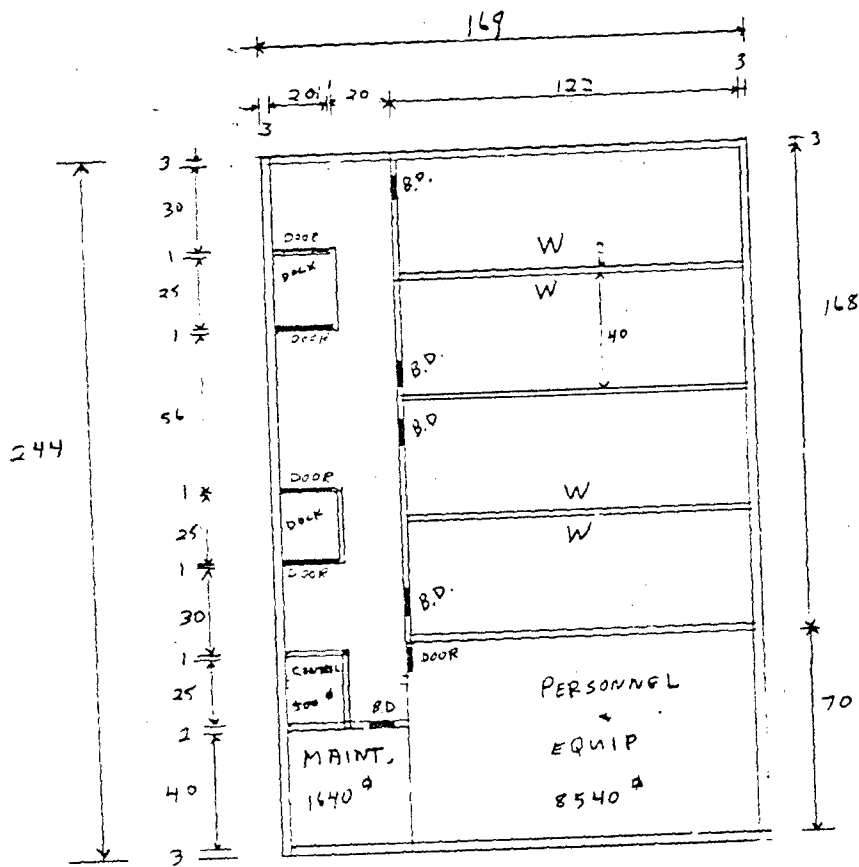 169
3 20 1 20 122 3
3
30
1
25
1
56
1
25
1
30
1
25
2
40
3
244
B.D.
DOOR
DOCK
DOOR
W
W
40
B.D.
B.D
DOOR
DOCK
DOOR
W
W
B.D.
CONTROL
500 ϕ
DOOR
B.D
MAINT.
1640 ϕ
PERSONNEL
+
EQUIP
8540 ϕ
3
168
70